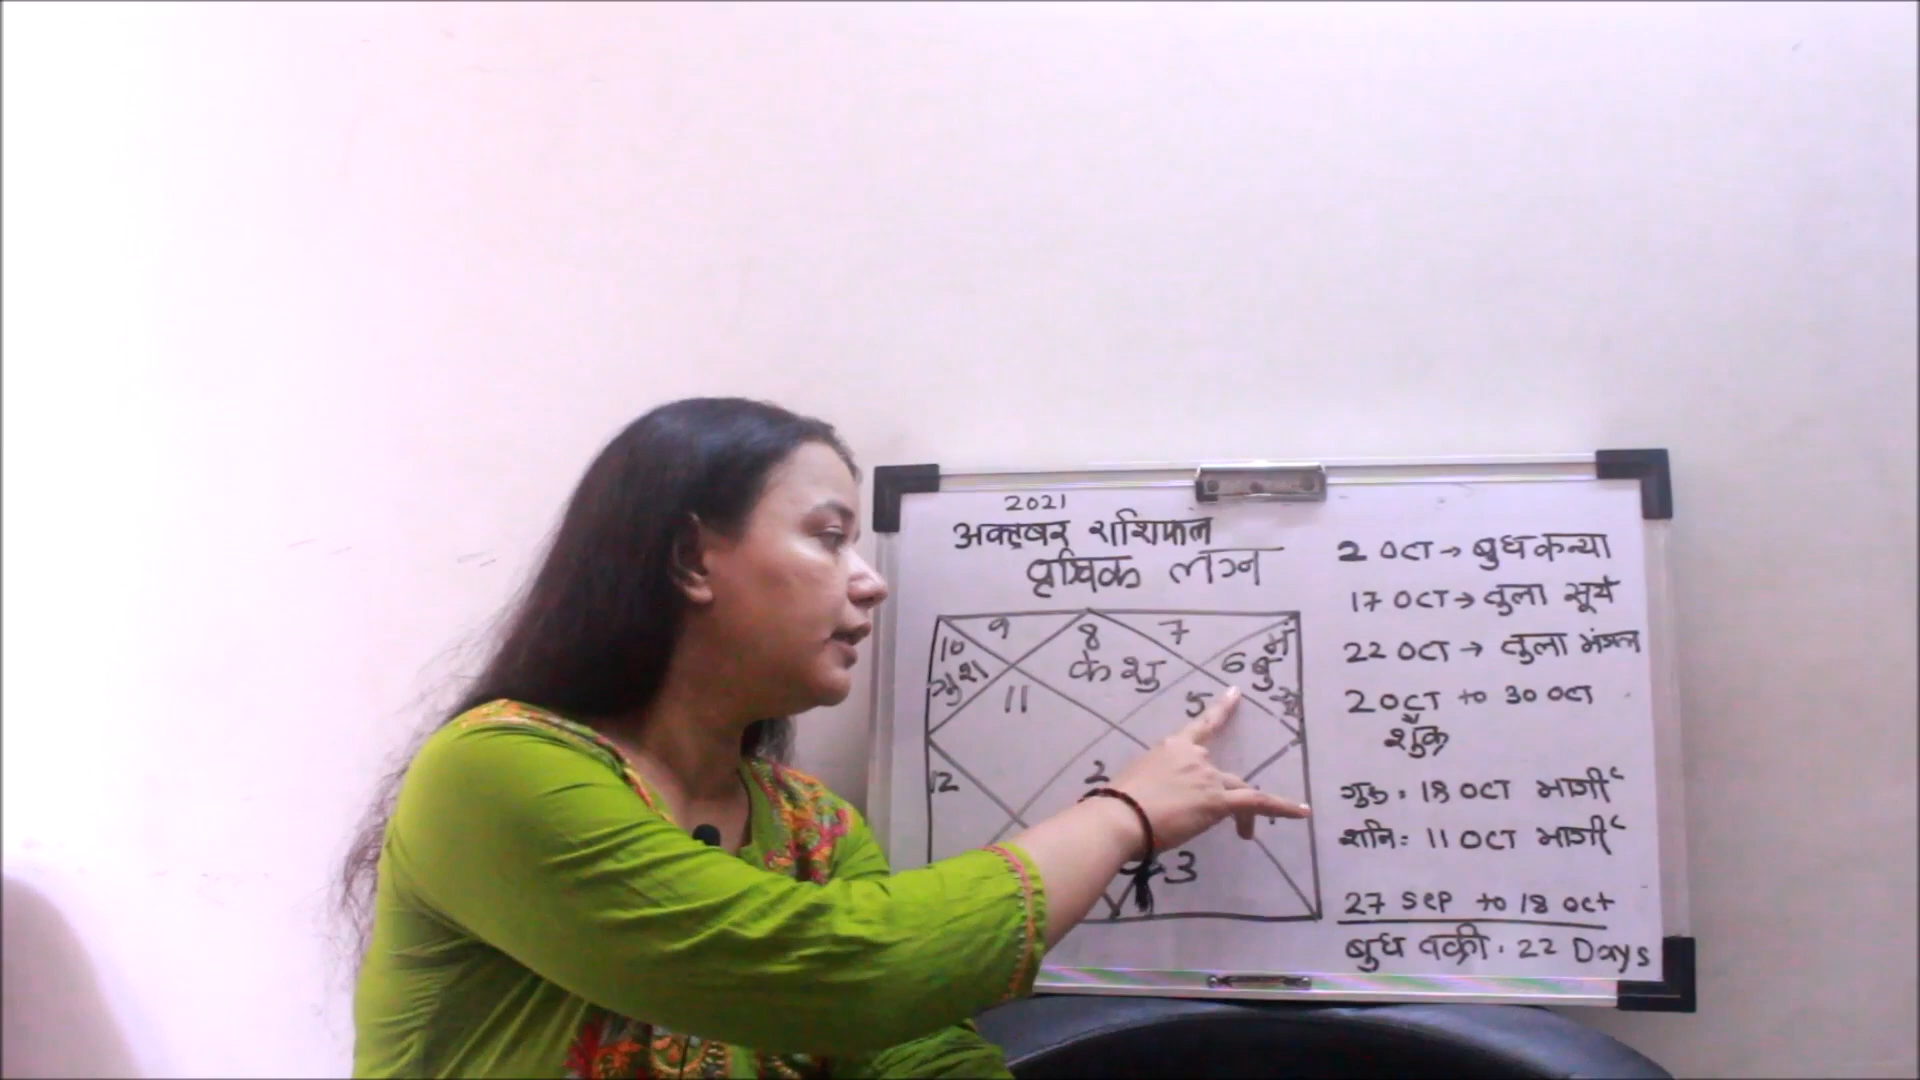 2021
अक्टूबर राशिफल
वृश्चिक लग्न
9
8
7
मं
10
के शु
6 बु
गु श
11
5
सू
12
2
3
2 OCT → बुध कन्या
17 OCT → तुला सूर्य
22 OCT → तुला मंगल
2 OCT to 30 OCT
शुक्र
गुरु : 18 OCT मार्गी
शनि : 11 OCT मार्गी
27 Sep to 18 Oct
बुध वक्री . 22 Days